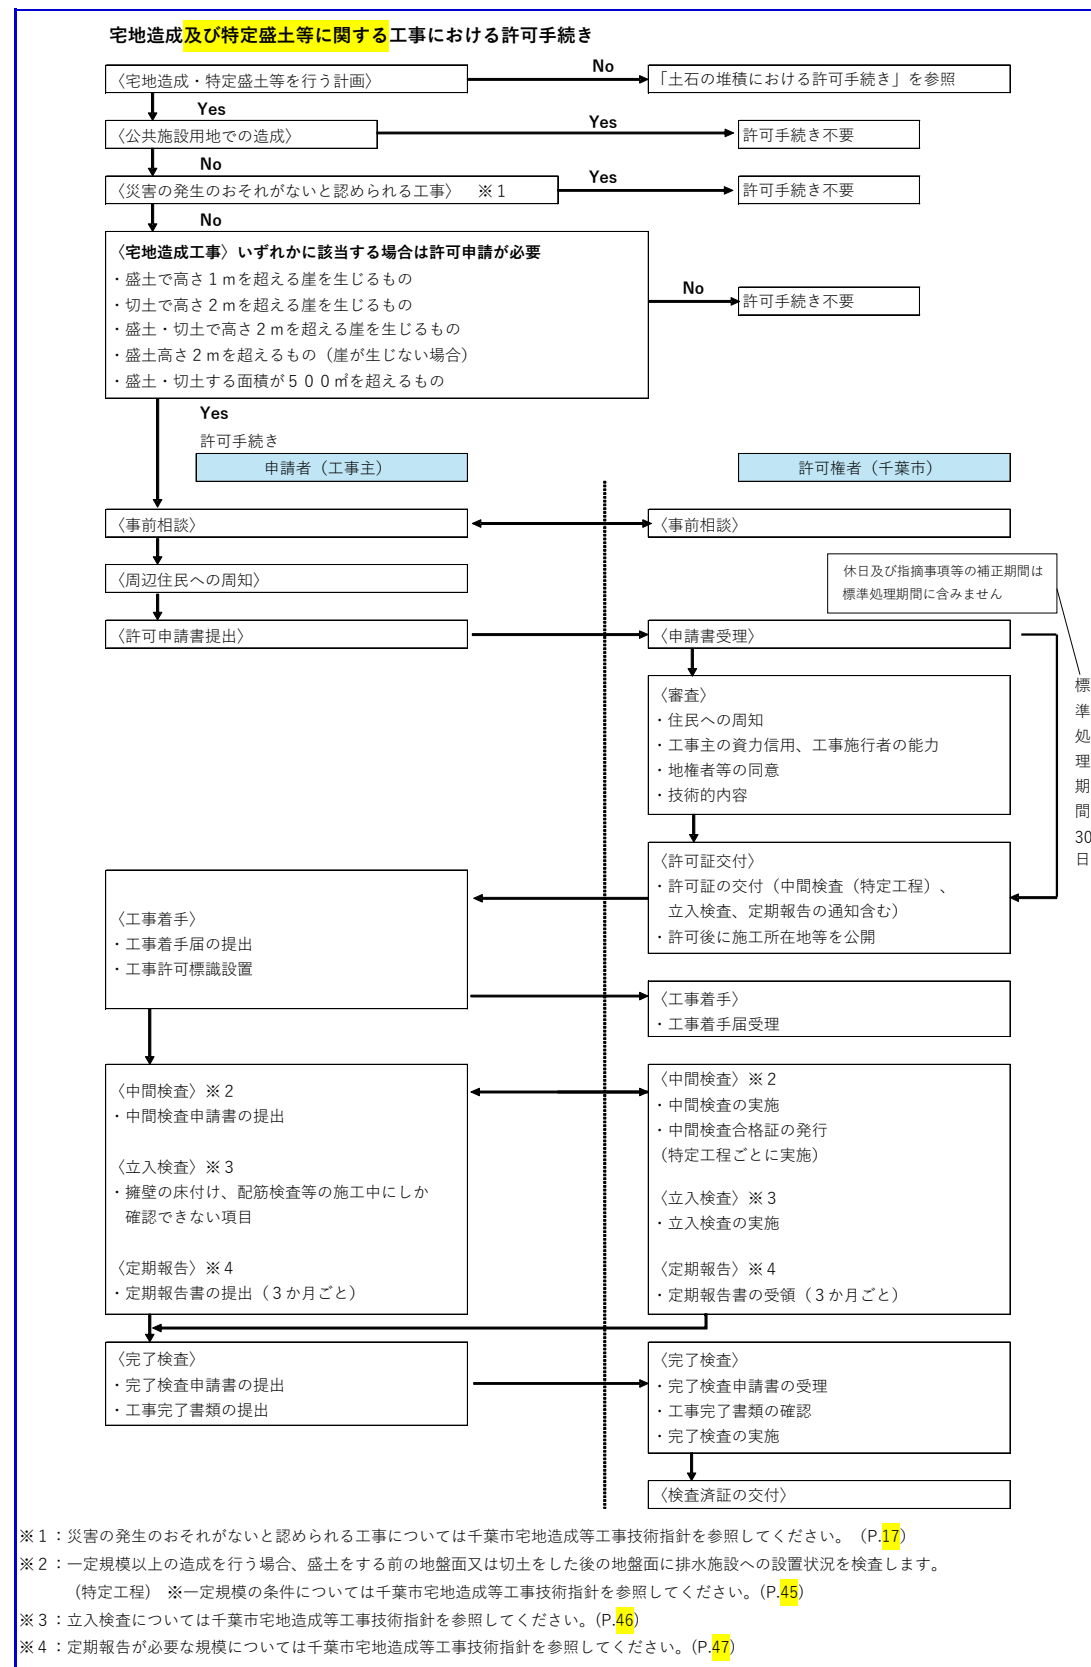 宅地造成及び特定盛土等に関する工事における許可手続き
〈宅地造成・特定盛土等を行う計画〉
No
「土石の堆積における許可手続き」を参照
Yes
〈公共施設用地での造成〉
Yes
許可手続き不要
No
〈災害の発生のおそれがないと認められる工事〉　※１
Yes
許可手続き不要
No
〈宅地造成工事〉いずれかに該当する場合は許可申請が必要
・盛土で高さ１ｍを超える崖を生じるもの
・切土で高さ２ｍを超える崖を生じるもの
・盛土・切土で高さ２ｍを超える崖を生じるもの
・盛土高さ２ｍを超えるもの（崖が生じない場合）
・盛土・切土する面積が５００㎡を超えるもの
No
許可手続き不要
Yes
許可手続き
申請者（工事主）
許可権者（千葉市）
〈事前相談〉
〈事前相談〉
〈周辺住民への周知〉
休日及び指摘事項等の補正期間は
標準処理期間に含みません
〈許可申請書提出〉
〈申請書受理〉
標
準
処
理
期
間
30
日
〈審査〉
・住民への周知
・工事主の資力信用、工事施行者の能力
・地権者等の同意
・技術的内容
〈許可証交付〉
・許可証の交付（中間検査（特定工程）、
立入検査、定期報告の通知含む）
・許可後に施工所在地等を公開
〈工事着手〉
・工事着手届の提出
・工事許可標識設置
〈工事着手〉
・工事着手届受理
〈中間検査〉※２
・中間検査申請書の提出
〈立入検査〉※３
・擁壁の床付け、配筋検査等の施工中にしか
確認できない項目
〈定期報告〉※４
・定期報告書の提出（３か月ごと）
〈中間検査〉※２
・中間検査の実施
・中間検査合格証の発行
（特定工程ごとに実施）
〈立入検査〉※３
・立入検査の実施
〈定期報告〉※４
・定期報告書の受領（３か月ごと）
〈完了検査〉
・完了検査申請書の提出
・工事完了書類の提出
〈完了検査〉
・完了検査申請書の受理
・工事完了書類の確認
・完了検査の実施
〈検査済証の交付〉
※１：災害の発生のおそれがないと認められる工事については千葉市宅地造成等工事技術指針を参照してください。（P.17）
※２：一定規模以上の造成を行う場合、盛土をする前の地盤面又は切土をした後の地盤面に排水施設への設置状況を検査します。
（特定工程）　※一定規模の条件については千葉市宅地造成等工事技術指針を参照してください。（P.45）
※３：立入検査については千葉市宅地造成等工事技術指針を参照してください。（P.46）
※４：定期報告が必要な規模については千葉市宅地造成等工事技術指針を参照してください。（P.47）